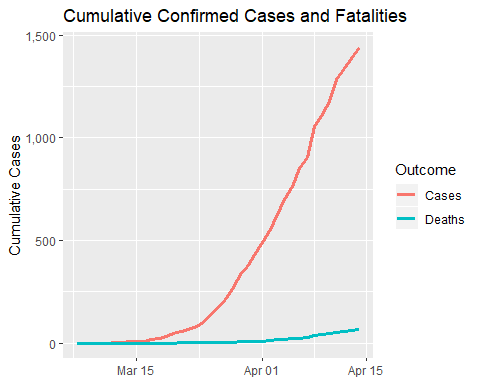 Cumulative Confirmed Cases and Fatalities
1,500
1,000
500
0
Cumulative Cases
Mar 15
Apr 01
Apr 15
Outcome
Cases
Deaths